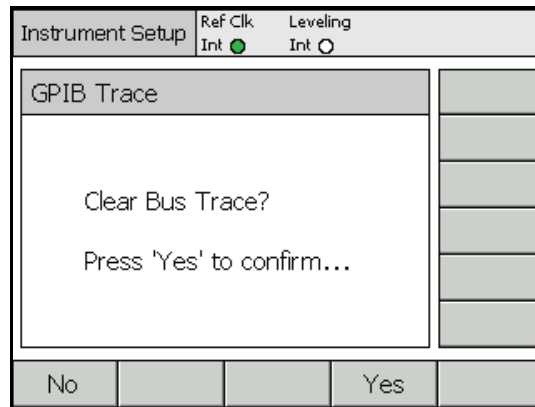 Instrument Setup
Ref Clk Leveling
Int Int
GPIB Trace
Clear Bus Trace?
Press 'Yes' to confirm...
No Yes